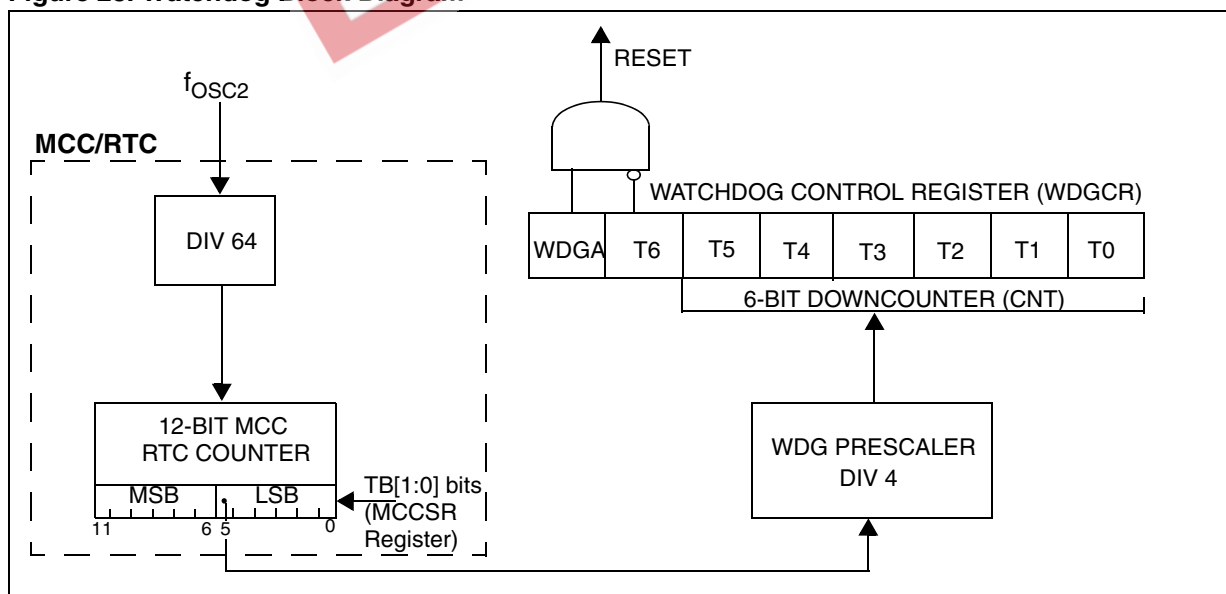 fOSC2
MCC/RTC
DIV 64
12-BIT MCC
RTC COUNTER
MSB LSB
11 6 5 0
TB[1:0] bits
(MCCSR
Register)
RESET
WATCHDOG CONTROL REGISTER (WDGCR)
WDGA T6 T5 T4 T3 T2 T1 T0
6-BIT DOWNCOUNTER (CNT)
WDG PRESCALER
DIV 4